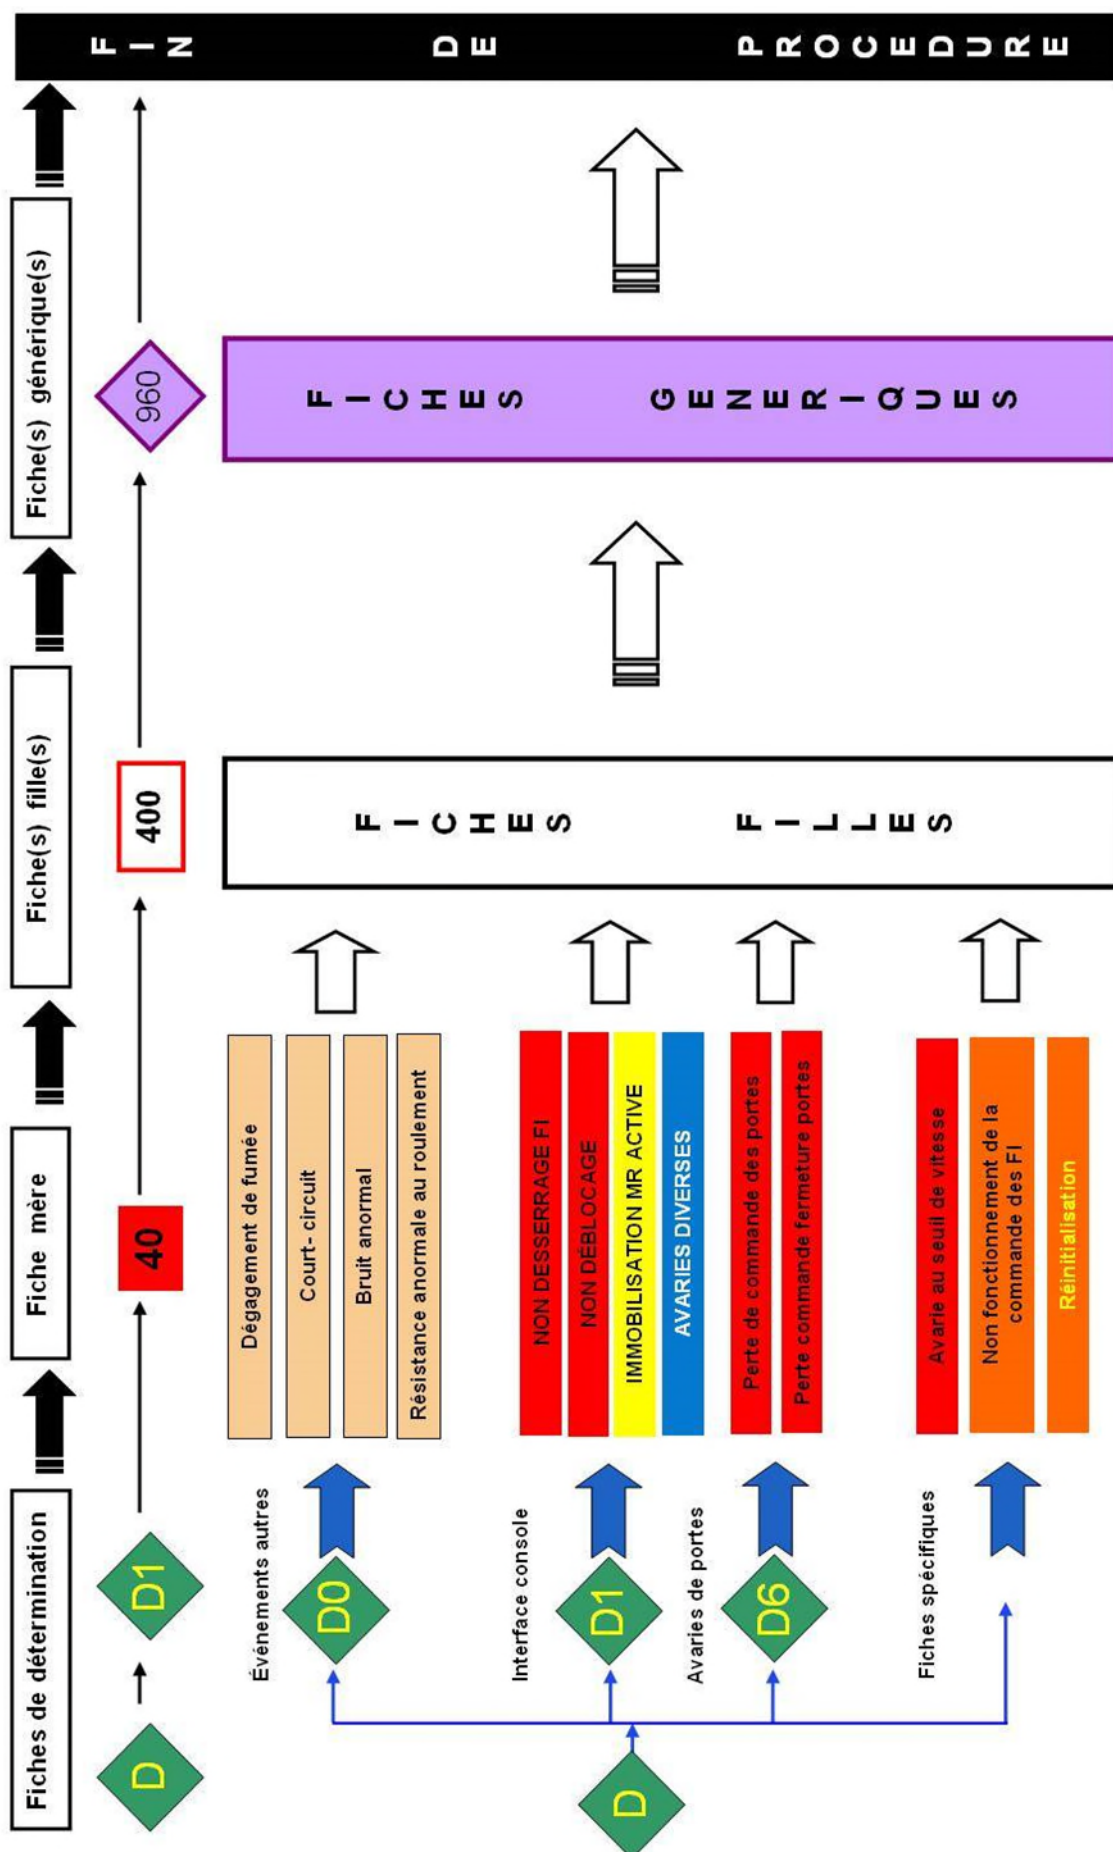 Fiches de détermination
Fiche mère
Fiche(s) fille(s)
Fiche(s) générique(s)
D
D1
40
400
960
FIN DE PROCEDURE
Événements autres
D0
Dégagement de fumée
Court- circuit
Bruit anormal
Résistance anormale au roulement
D
Interface console
D1
NON DESSERRAGE FI
NON DÉBLOCAGE
IMMOBILISATION MR ACTIVE
AVARIES DIVERSES
Avaries de portes
D6
Perte de commande des portes
Perte commande fermeture portes
Fiches spécifiques
Avarie au seuil de vitesse
Non fonctionnement de la
commande des FI
Réinitialisation
FICHES FILLES
FICHES GENERIQUES